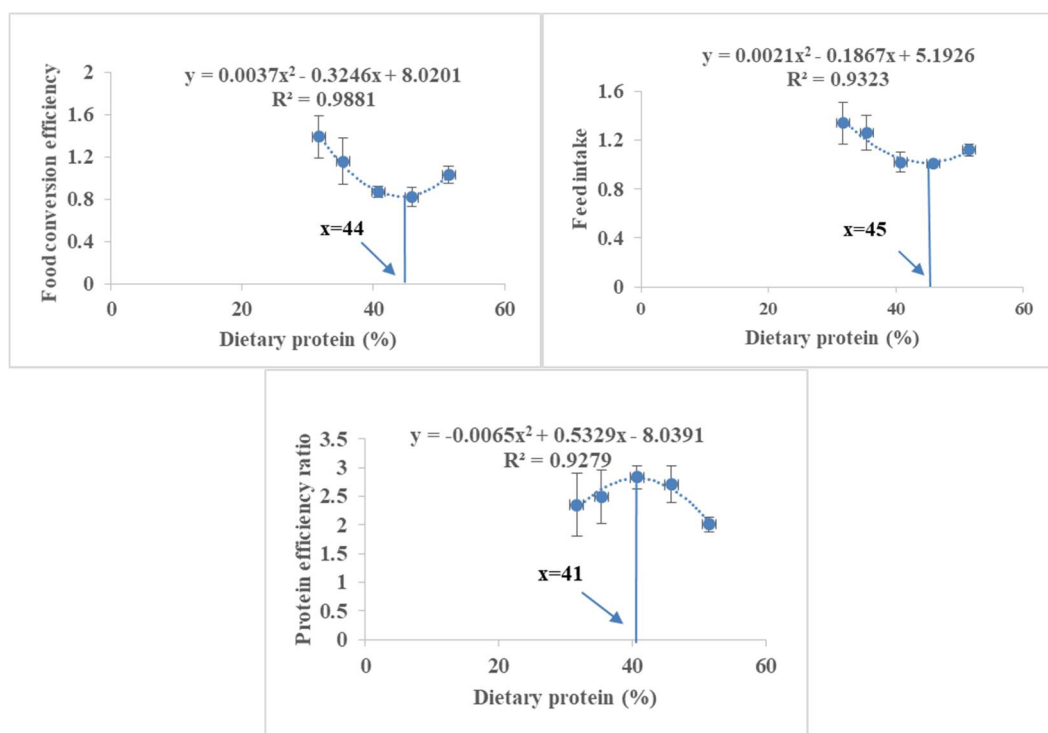 y = 0.0037x² - 0.3246x + 8.0201
R² = 0.9881
Food conversion efficiency
2
1.6
1.2
0.8
0.4
0
x=44
0 20 40 60
Dietary protein (%)
y = 0.0021x² - 0.1867x + 5.1926
R² = 0.9323
Feed intake
1.6
1.2
0.8
0.4
0
x=45
0 20 40 60
Dietary protein (%)
y = -0.0065x² + 0.5329x - 8.0391
R² = 0.9279
Protein efficiency ratio
3.5
3
2.5
2
1.5
1
0.5
0
x=41
0 20 40 60
Dietary protein (%)